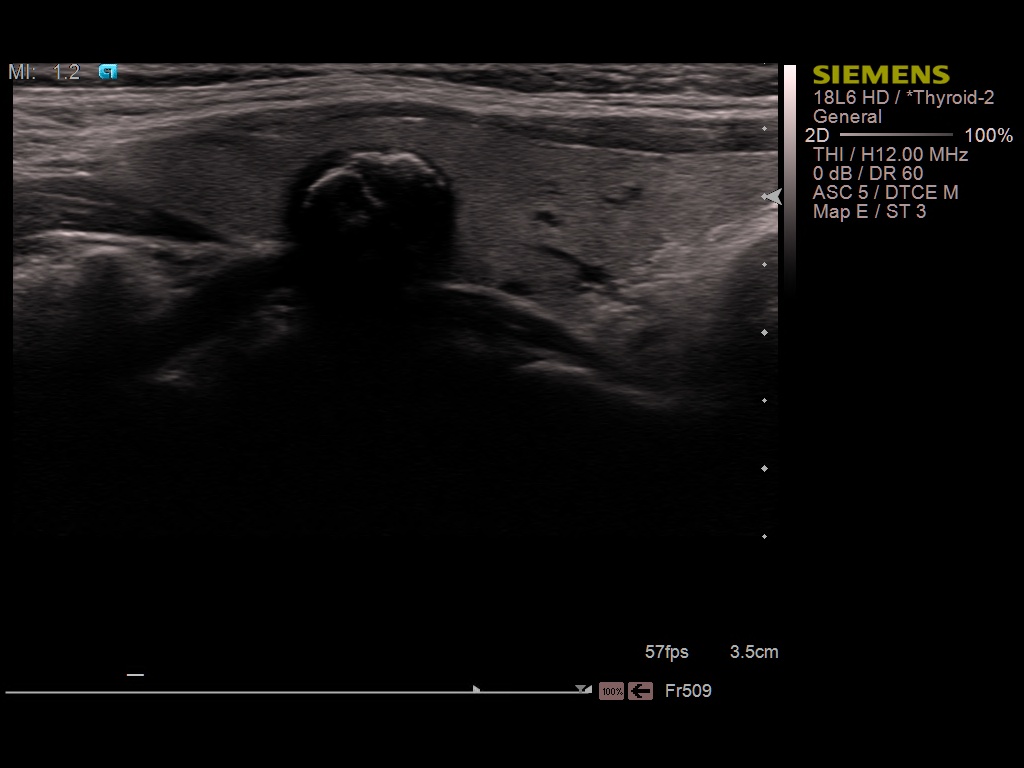 MI: 1.2
SIEMENS
18L6 HD / *Thyroid-2
General
2D 100%
THI / H12.00 MHz
0 dB / DR 60
ASC 5 / DTCE M
Map E / ST 3
57fps 3.5cm
100% Fr509